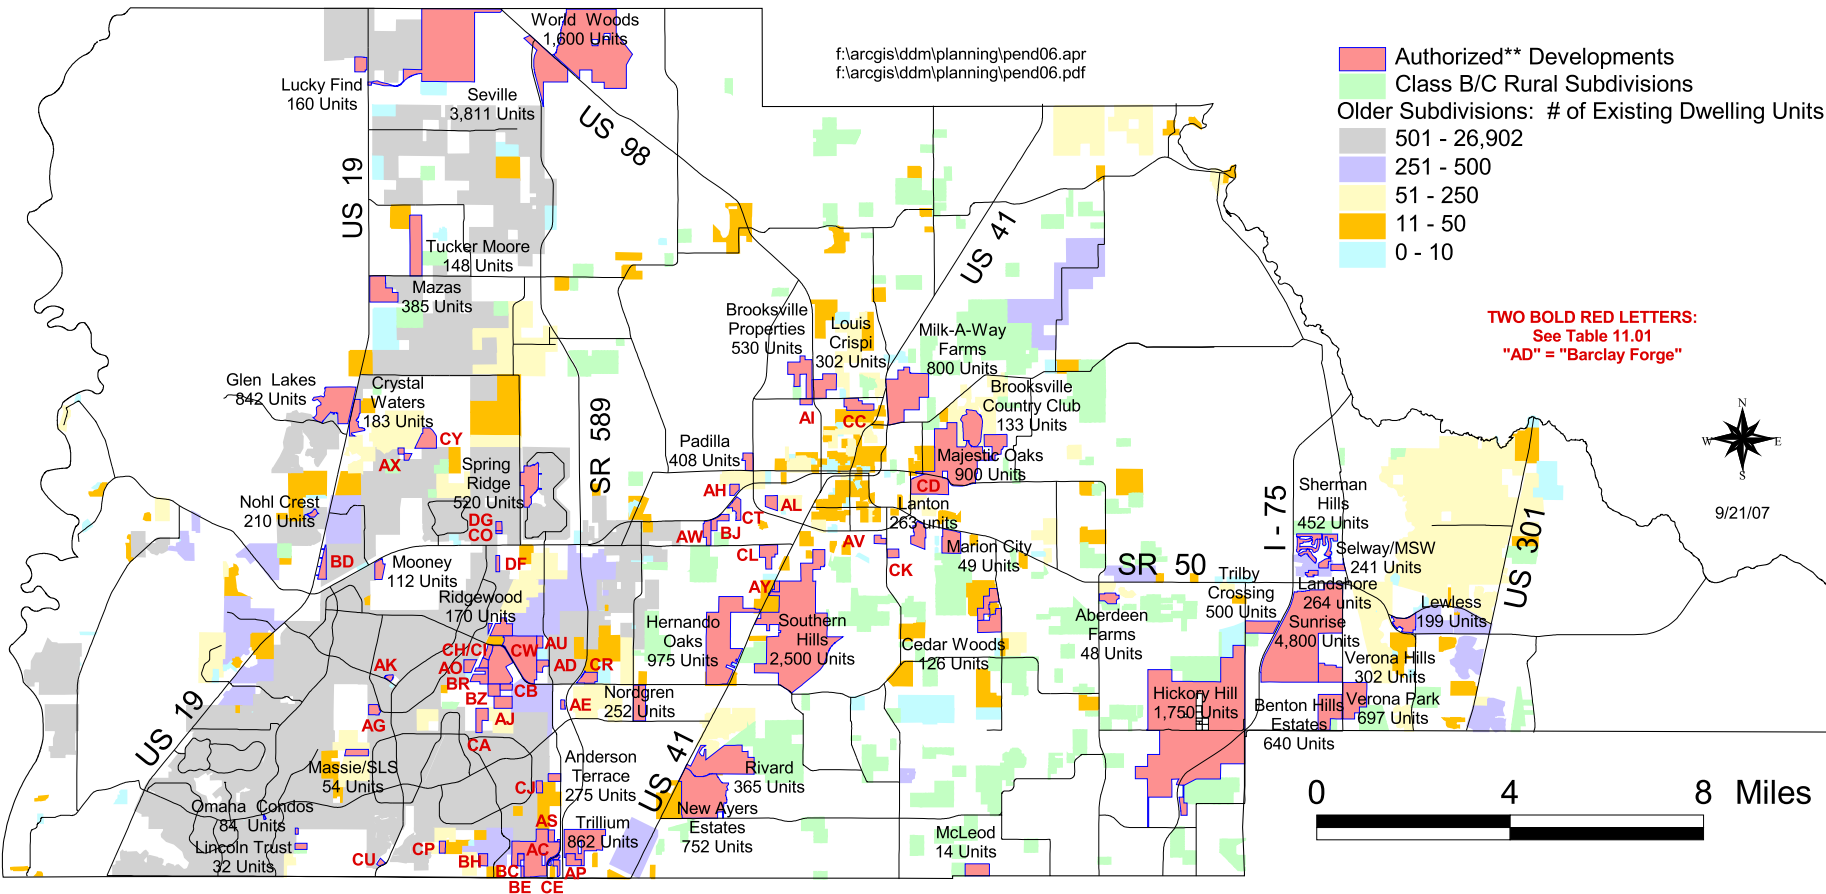 World Woods
1,600 Units
f:\arcgis\ddm\planning\pend06.apr
f:\arcgis\ddm\planning\pend06.pdf
Authorized** Developments
Class B/C Rural Subdivisions
Older Subdivisions: # of Existing Dwelling Units
501 - 26,902
251 - 500
51 - 250
11 - 50
0 - 10
TWO BOLD RED LETTERS:
See Table 11.01
"AD" = "Barclay Forge"
N
W
E
S
9/21/07
Lucky Find
160 Units
Seville
3,811 Units
US 98
US 19
US 41
Tucker Moore
148 Units
Mazas
385 Units
Brooksville
Properties
530 Units
Louis
Crispi
302 Units
Milk-A-Way
Farms
800 Units
Glen Lakes
842 Units
Crystal
Waters
183 Units
Brooksville
Country Club
133 Units
AI
CC
CY
AX
SR 589
Padilla
408 Units
Majestic Oaks
900 Units
Spring
Ridge
520 Units
Nohl Crest
210 Units
AH
AL
CD
Lanton
263 units
DG
CO
CT
AW
BJ
AV
CL
CK
Marion City
49 Units
I - 75
Sherman
Hills
452 Units
Selway/MSW
241 Units
US 301
SR 50
BD
Mooney
112 Units
DF
Ridgewood
170 Units
AY
Trilby
Crossing
500 Units
Landshore
264 units
Sunrise
4,800 Units
Lewless
199 Units
Hernando
Oaks
975 Units
Southern
Hills
2,500 Units
Cedar Woods
126 Units
Aberdeen
Farms
48 Units
Verona Hills
302 Units
Verona Park
697 Units
CH/CI
CW
AU
AO
AD
CR
AK
BR
BZ
CB
AE
AJ
AG
CA
Nordgren
252 Units
Hickory Hill
1,750 Units
Benton Hills
Estates
640 Units
US 19
US 41
Massie/SLS
54 Units
Anderson
Terrace
275 Units
CJ
Rivard
365 Units
New Ayers
Estates
752 Units
0
4
8 Miles
Omaha Condos
84 Units
Lincoln Trust
32 Units
AS
Trillium
862 Units
McLeod
14 Units
CU
CP
BH
AC
BC
AP
BE
CE